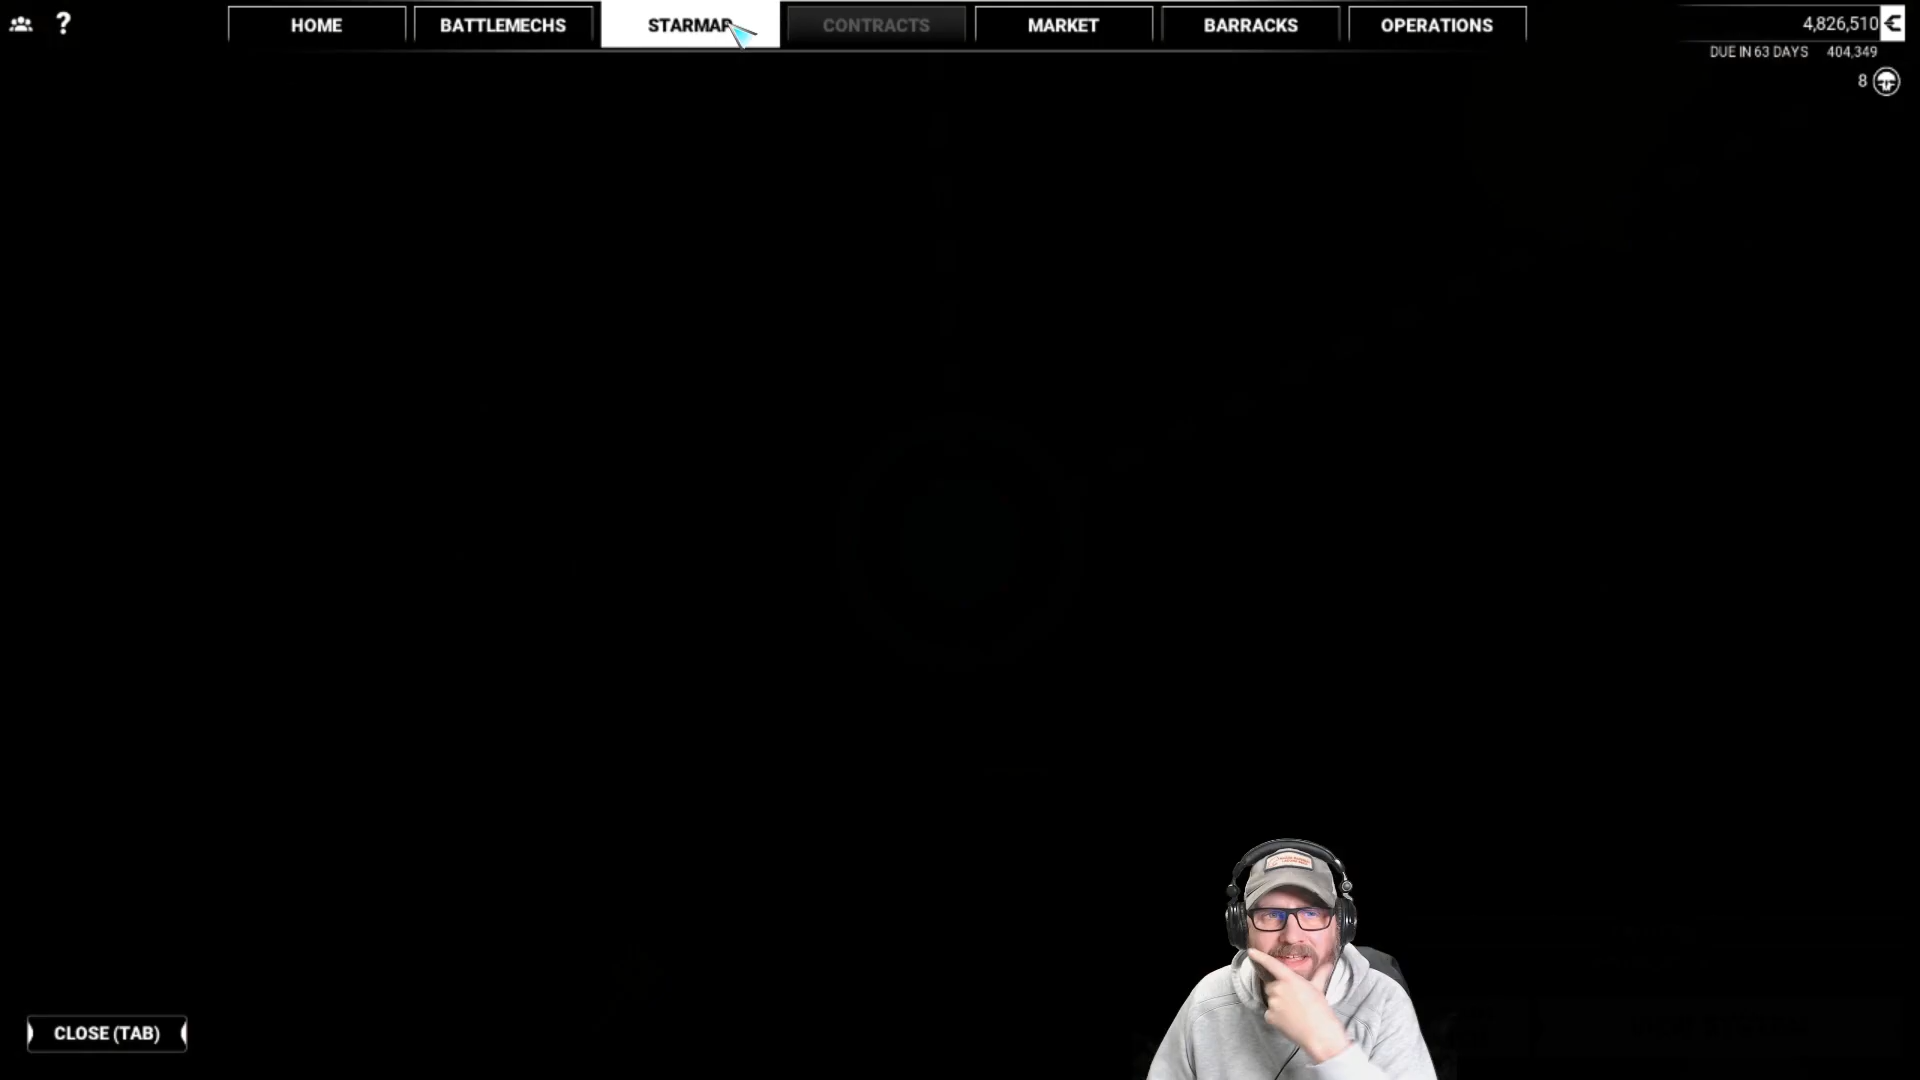 ?
HOME
BATTLEMECHS
STARMAP
CONTRACTS
MARKET
BARRACKS
OPERATIONS
4,826,510
DUE IN 63 DAYS 404,349
8
CLOSE (TAB)